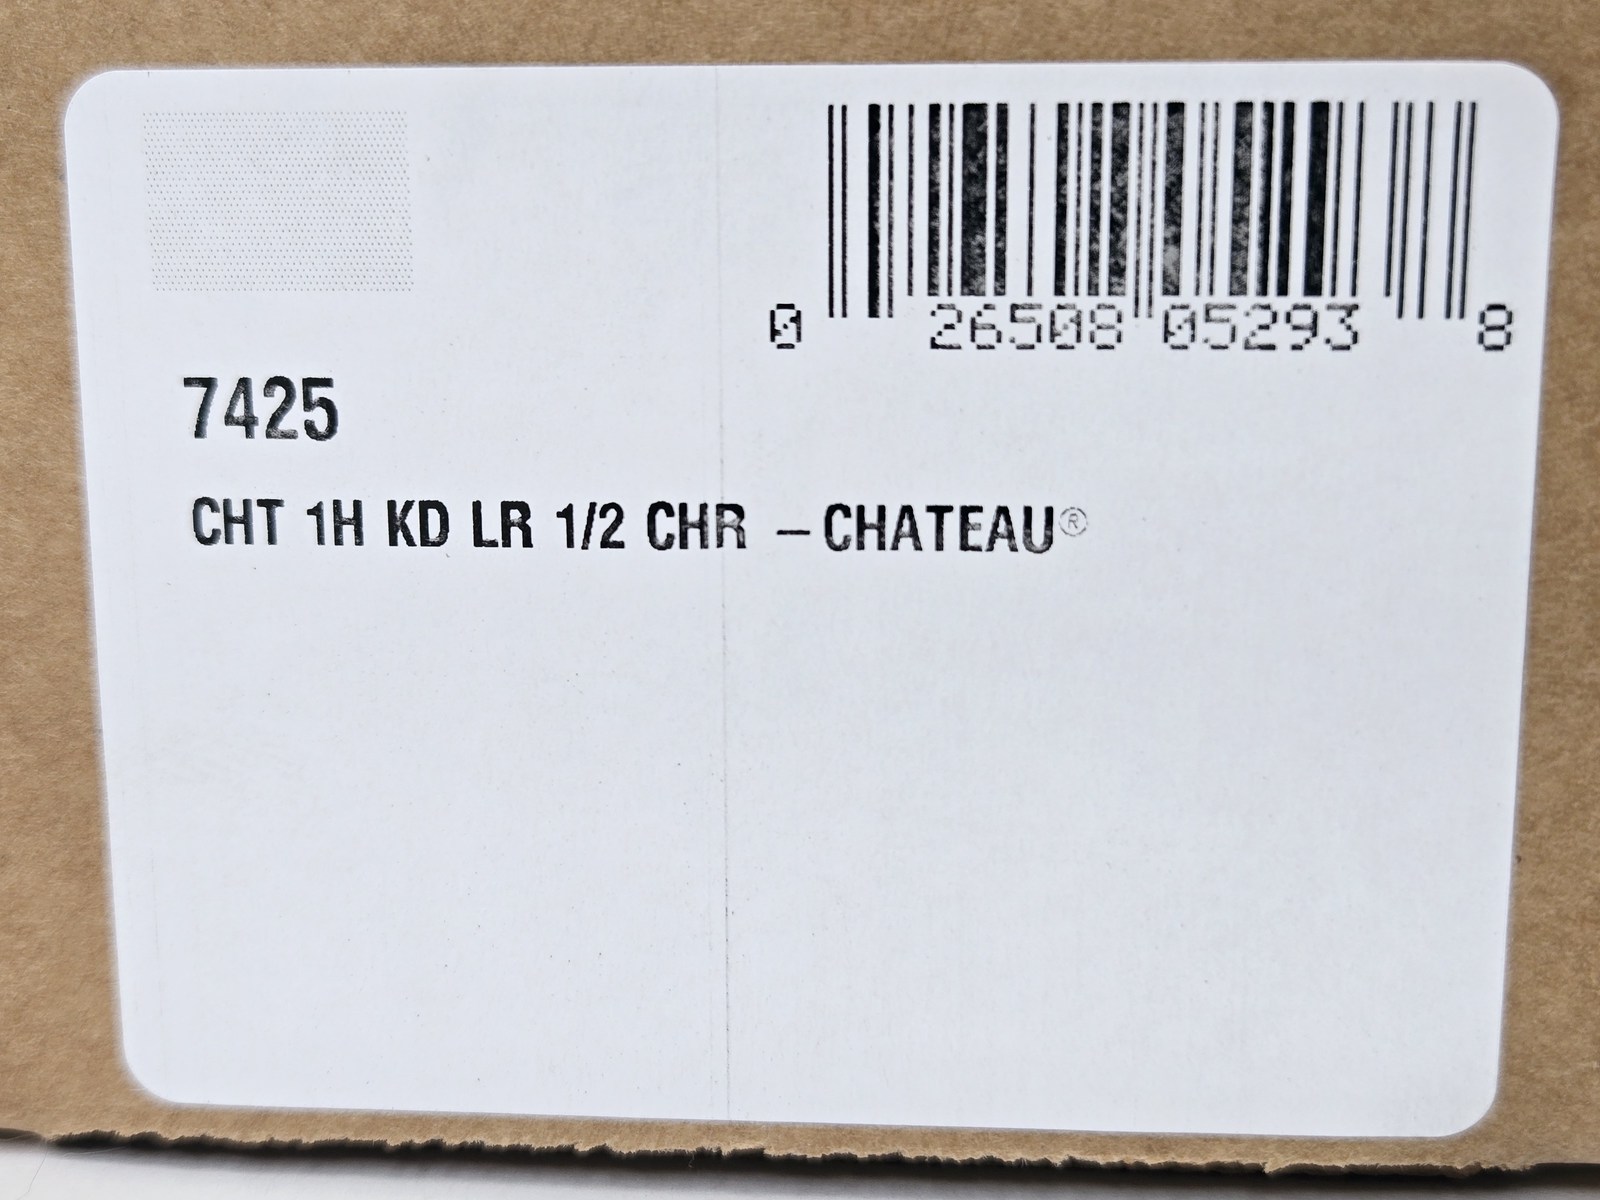 0 26508 05293 8
7425
CHT 1H KD LR 1/2 CHR – CHATEAU®